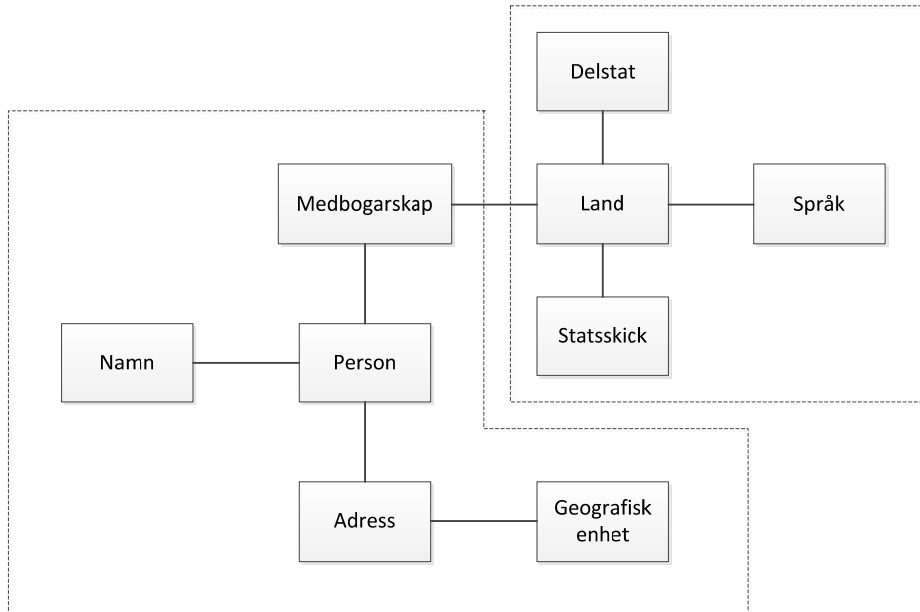 Delstat
Medbogarskap
Land
Språk
Statsskick
Namn
Person
Adress
Geografisk
enhet